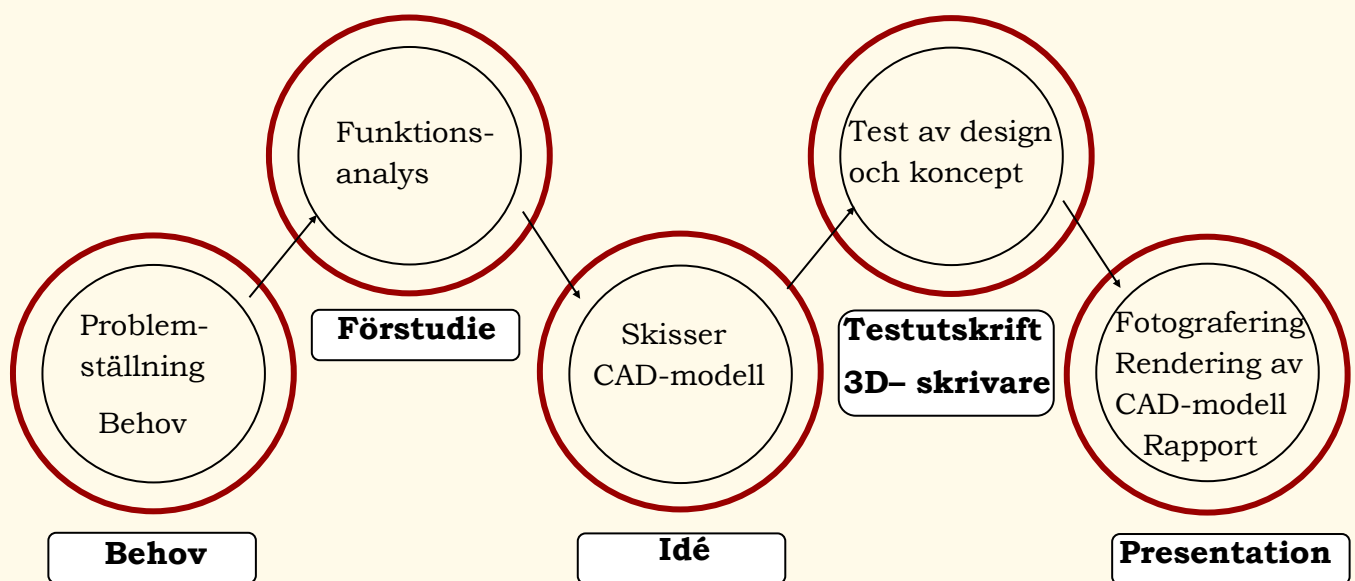 Problem-
ställning
Behov
Behov
Funktions-
analys
Förstudie
Skisser
CAD-modell
Idé
Test av design
och koncept
Testutskrift
3D– skrivare
Fotografering
Rendering av
CAD-modell
Rapport
Presentation